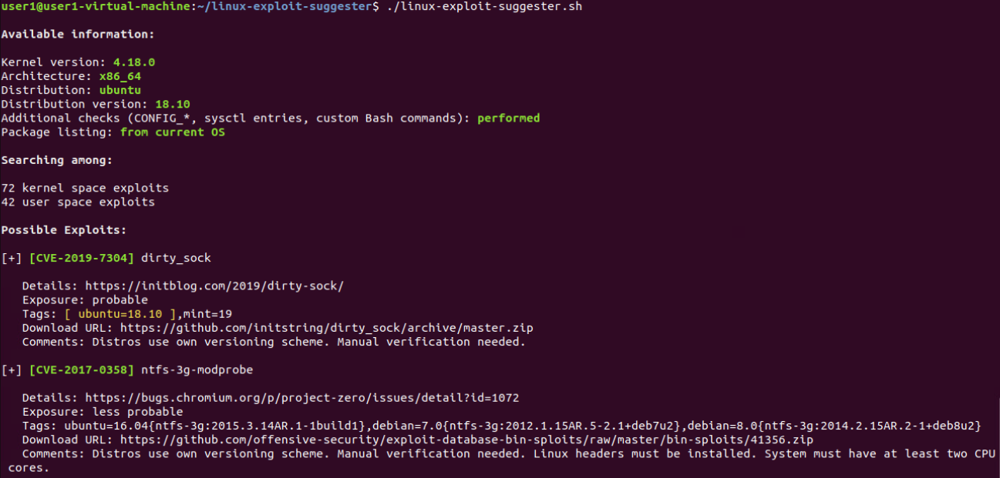 user1@user1-virtual-machine:~/linux-exploit-suggester$ ./linux-exploit-suggester.sh
Available information:
Kernel version: 4.18.0
Architecture: x86_64
Distribution: ubuntu
Distribution version: 18.10
Additional checks (CONFIG_*, sysctl entries, custom Bash commands): performed
Package listing: from current OS
Searching among:
72 kernel space exploits
42 user space exploits
Possible Exploits:
[+] [CVE-2019-7304] dirty_sock
Details: https://initblog.com/2019/dirty-sock/
Exposure: probable
Tags: [ ubuntu=18.10 ],mint=19
Download URL: https://github.com/initstring/dirty_sock/archive/master.zip
Comments: Distros use own versioning scheme. Manual verification needed.
[+] [CVE-2017-0358] ntfs-3g-modprobe
Details: https://bugs.chromium.org/p/project-zero/issues/detail?id=1072
Exposure: less probable
Tags: ubuntu=16.04{ntfs-3g:2015.3.14AR.1-1build1},debian=7.0{ntfs-3g:2012.1.15AR.5-2.1+deb7u2},debian=8.0{ntfs-3g:2014.2.15AR.2-1+deb8u2}
Download URL: https://github.com/offensive-security/exploit-database-bin-sploits/raw/master/bin-sploits/41356.zip
Comments: Distros use own versioning scheme. Manual verification needed. Linux headers must be installed. System must have at least two CPU
cores.